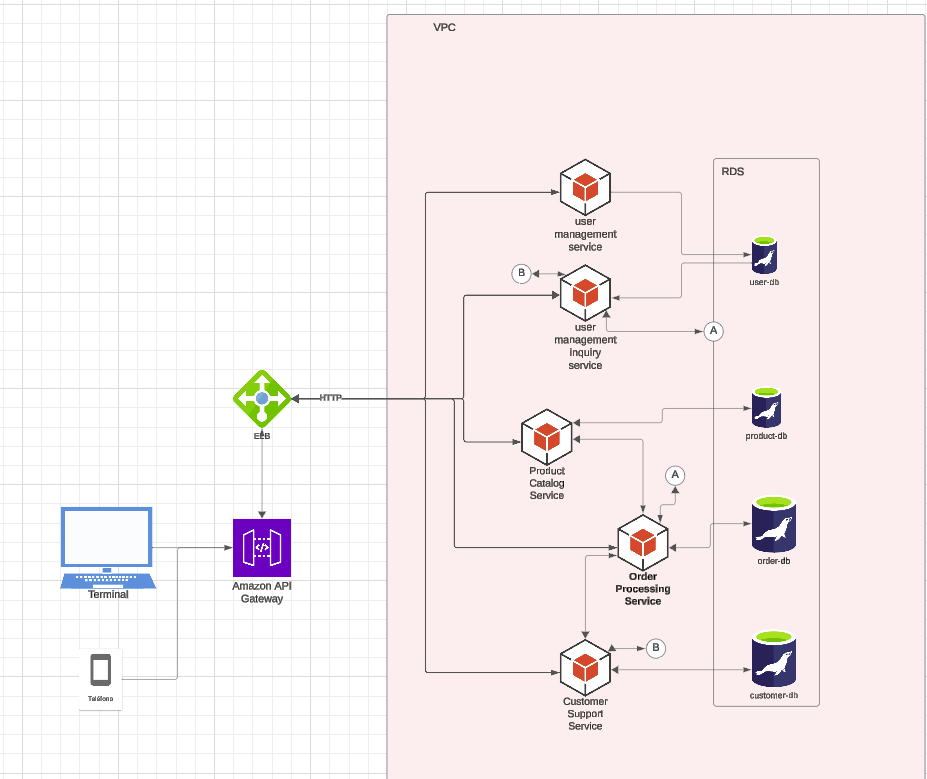 VPC
RDS
user
management
service
user-db
B
user
management
inquiry
service
A
HTTP
ELB
Product
Catalog
Service
product-db
A
Order
Processing
Service
order-db
Terminal
Amazon API
Gateway
Teléfono
B
Customer
Support
Service
customer-db